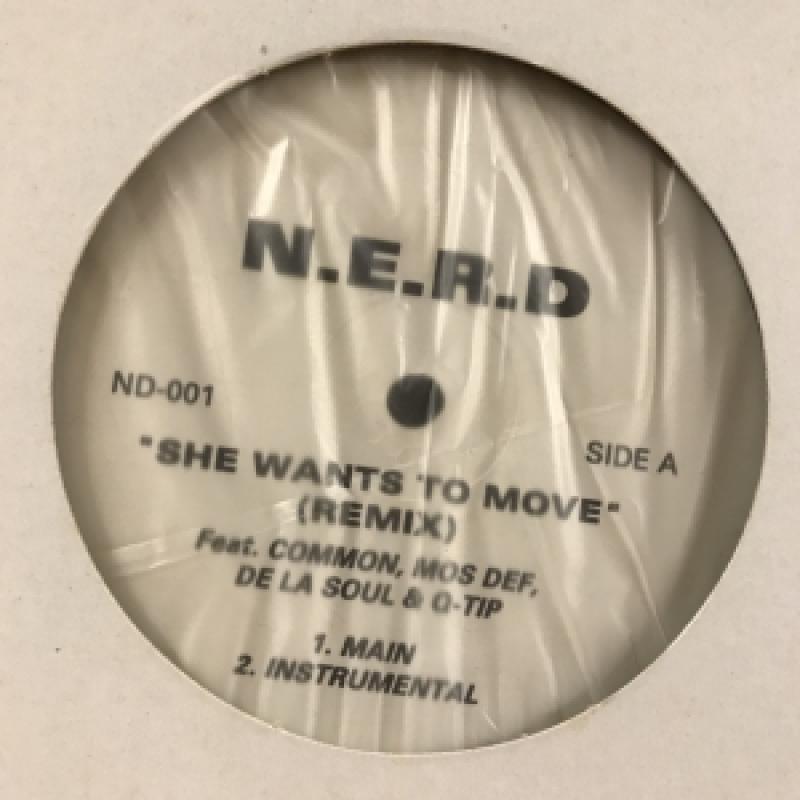 N.E.R.D
ND-001
SIDE A
"SHE WANTS TO MOVE"
(REMIX)
Feat. COMMON, MOS DEF,
DE LA SOUL & Q-TIP
1. MAIN
2. INSTRUMENTAL